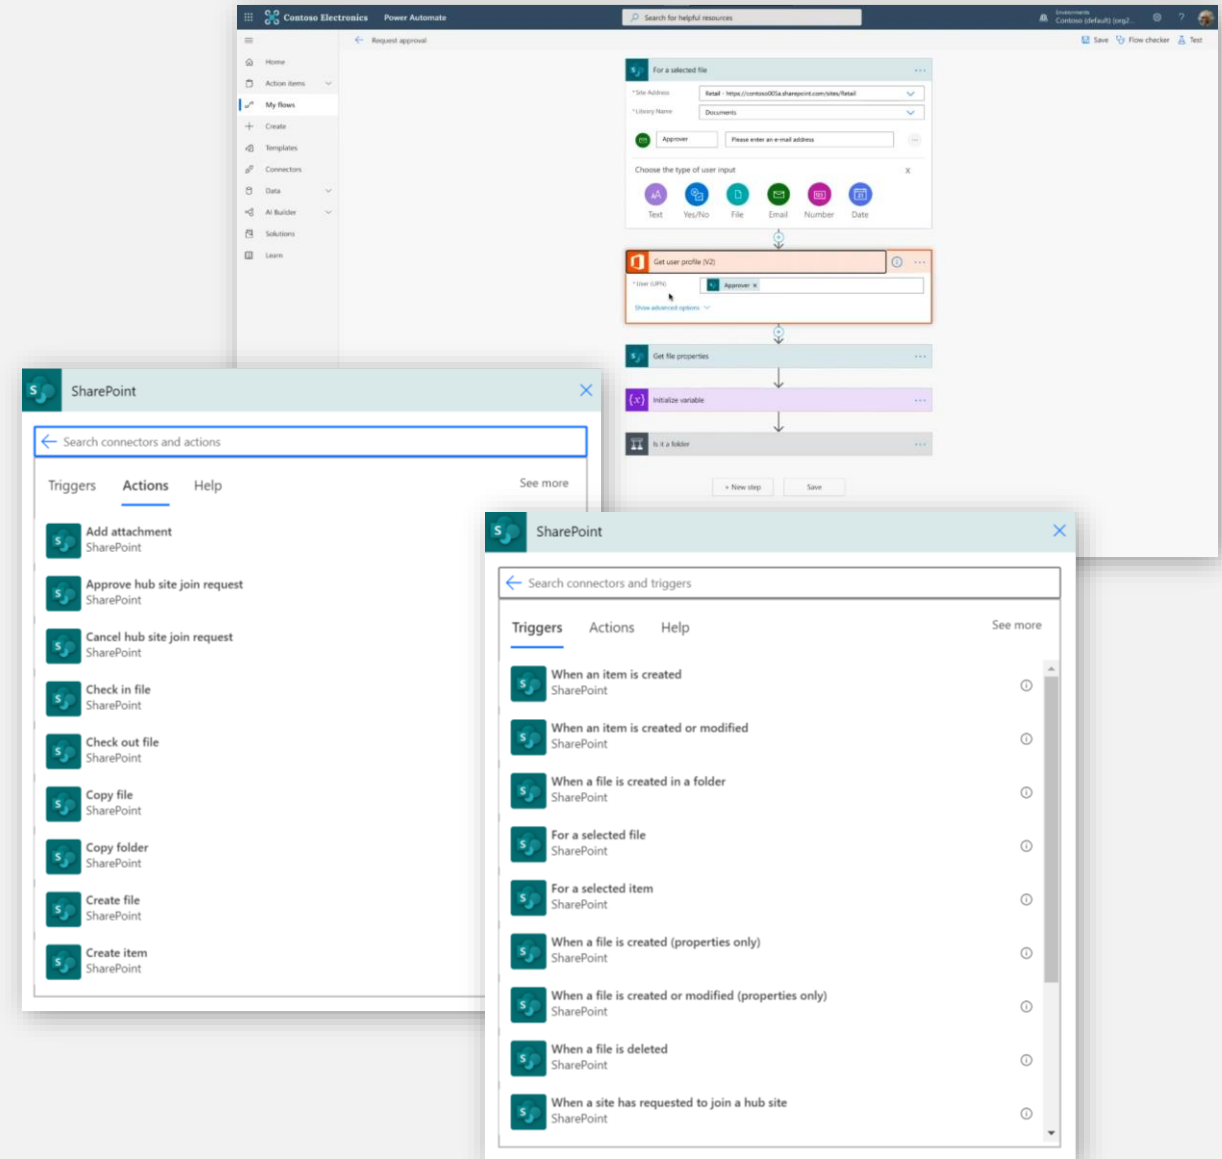 Contoso Electronics Power Automate
Search for helpful resources
Environments
Contoso (default) (org2...
Request approval
Save Flow checker Test
Home
Action items
My flows
Create
Templates
Connectors
Data
AI Builder
Solutions
Learn
For a selected file
* Site Address Retail - https://contoso005a.sharepoint.com/sites/Retail
* Library Name Documents
Approver Please enter an e-mail address
Choose the type of user input X
Text Yes/No File Email Number Date
Get user profile (V2)
* User (UPN) Approver x
Show advanced options
Get file properties
{x} Initialize variable
Is it a folder
+ New step Save
SharePoint
Search connectors and actions
Triggers Actions Help See more
Add attachment
SharePoint
Approve hub site join request
SharePoint
Cancel hub site join request
SharePoint
Check in file
SharePoint
Check out file
SharePoint
Copy file
SharePoint
Copy folder
SharePoint
Create file
SharePoint
Create item
SharePoint
SharePoint
Search connectors and triggers
Triggers Actions Help See more
When an item is created
SharePoint
When an item is created or modified
SharePoint
When a file is created in a folder
SharePoint
For a selected file
SharePoint
For a selected item
SharePoint
When a file is created (properties only)
SharePoint
When a file is created or modified (properties only)
SharePoint
When a file is deleted
SharePoint
When a site has requested to join a hub site
SharePoint